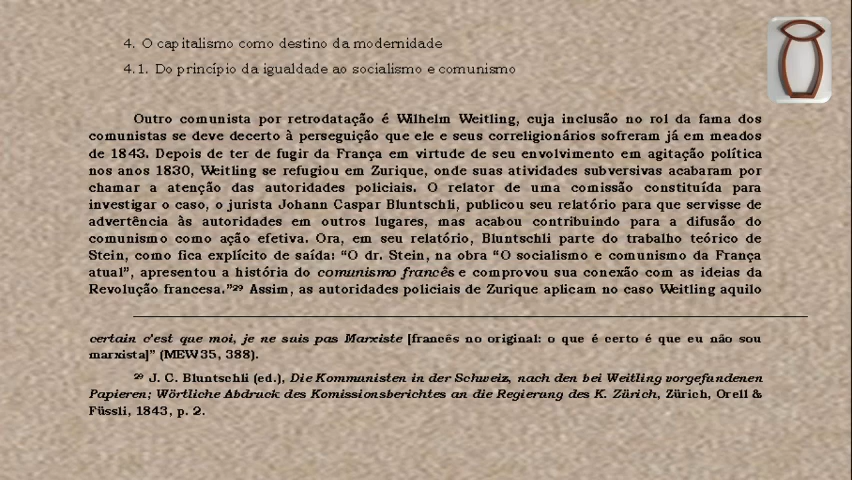 4. O capitalismo como destino da modernidade
4.1. Do princípio da igualdade ao socialismo e comunismo
Outro comunista por retrodatação é Wilhelm Weitling, cuja inclusão no rol da fama dos
comunistas se deve decerto à perseguição que ele e seus correligionários sofreram já em meados
de 1843. Depois de ter de fugir da França em virtude de seu envolvimento em agitação política
nos anos 1830, Weitling se refugiou em Zurique, onde suas atividades subversivas acabaram por
chamar a atenção das autoridades policiais. O relator de uma comissão constituída para
investigar o caso, o jurista Johann Caspar Bluntschli, publicou seu relatório para que servisse de
advertência às autoridades em outros lugares, mas acabou contribuindo para a difusão do
comunismo como ação efetiva. Ora, em seu relatório, Bluntschli parte do trabalho teórico de
Stein, como fica explícito de saída: “O dr. Stein, na obra “O socialismo e comunismo da França
atual”, apresentou a história do comunismo francês e comprovou sua conexão com as ideias da
Revolução francesa.”²⁹ Assim, as autoridades policiais de Zurique aplicam no caso Weitling aquilo
certain c’est que moi, je ne suis pas Marxiste [francês no original: o que é certo é que eu não sou
marxista]” (MEW 35, 388).
²⁹ J. C. Bluntschli (ed.), Die Kommunisten in der Schweiz, nach den bei Weitling vorgefundenen
Papieren; Wörtliche Abdruck des Komissionsberichtes an die Regierung des K. Zürich, Zürich, Orell &
Füssli, 1843, p. 2.